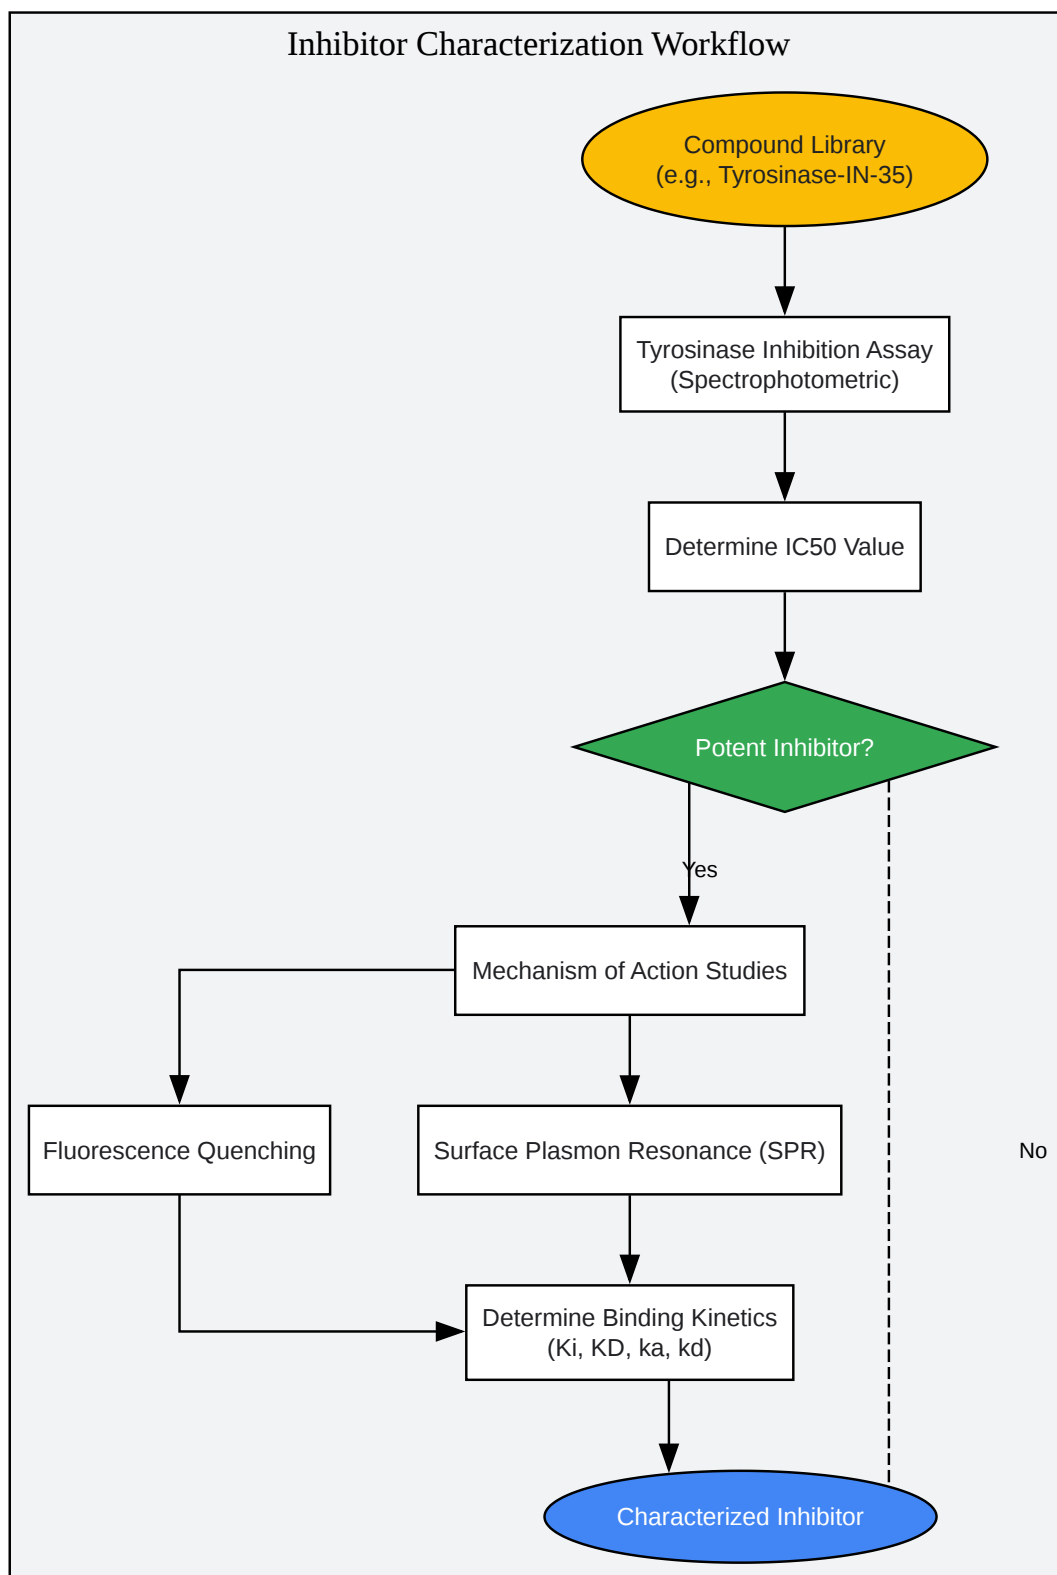 Inhibitor Characterization Workflow
Compound Library
(e.g., Tyrosinase-IN-35)
Tyrosinase Inhibition Assay
(Spectrophotometric)
Determine IC50 Value
Potent Inhibitor?
Yes
Mechanism of Action Studies
Fluorescence Quenching
Surface Plasmon Resonance (SPR)
No
Determine Binding Kinetics
(Ki, KD, ka, kd)
Characterized Inhibitor